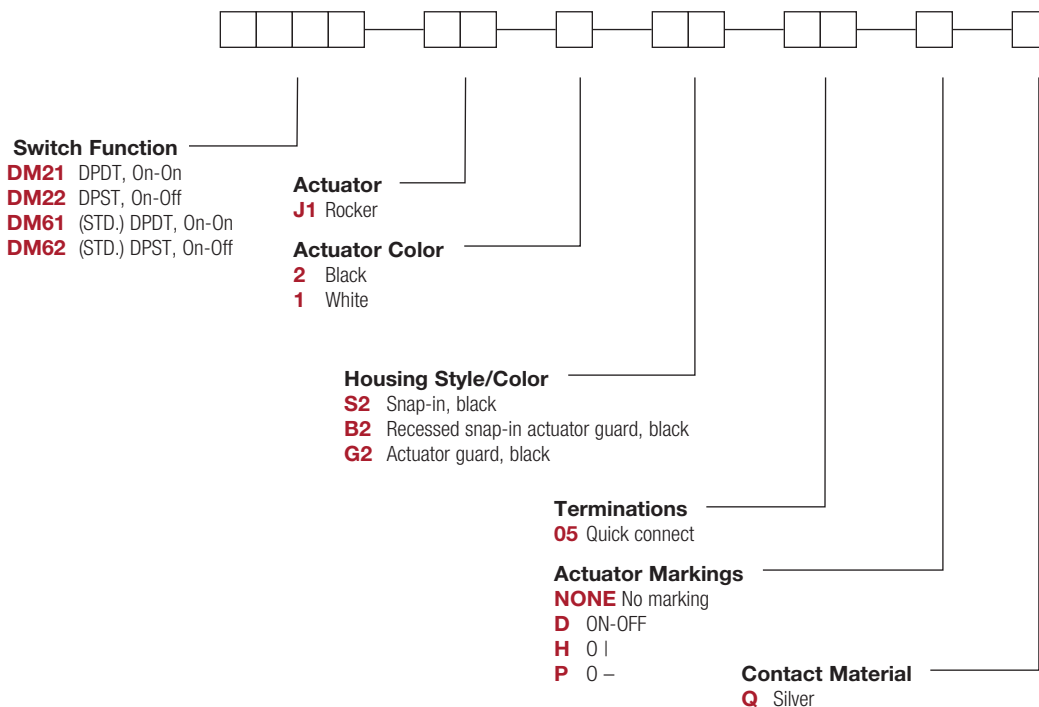 Switch Function
DM21 DPDT, On-On
DM22 DPST, On-Off
DM61 (STD.) DPDT, On-On
DM62 (STD.) DPST, On-Off
Actuator
J1 Rocker
Actuator Color
2 Black
1 White
Housing Style/Color
S2 Snap-in, black
B2 Recessed snap-in actuator guard, black
G2 Actuator guard, black
Terminations
05 Quick connect
Actuator Markings
NONE No marking
D ON-OFF
H O |
P O –
Contact Material
Q Silver